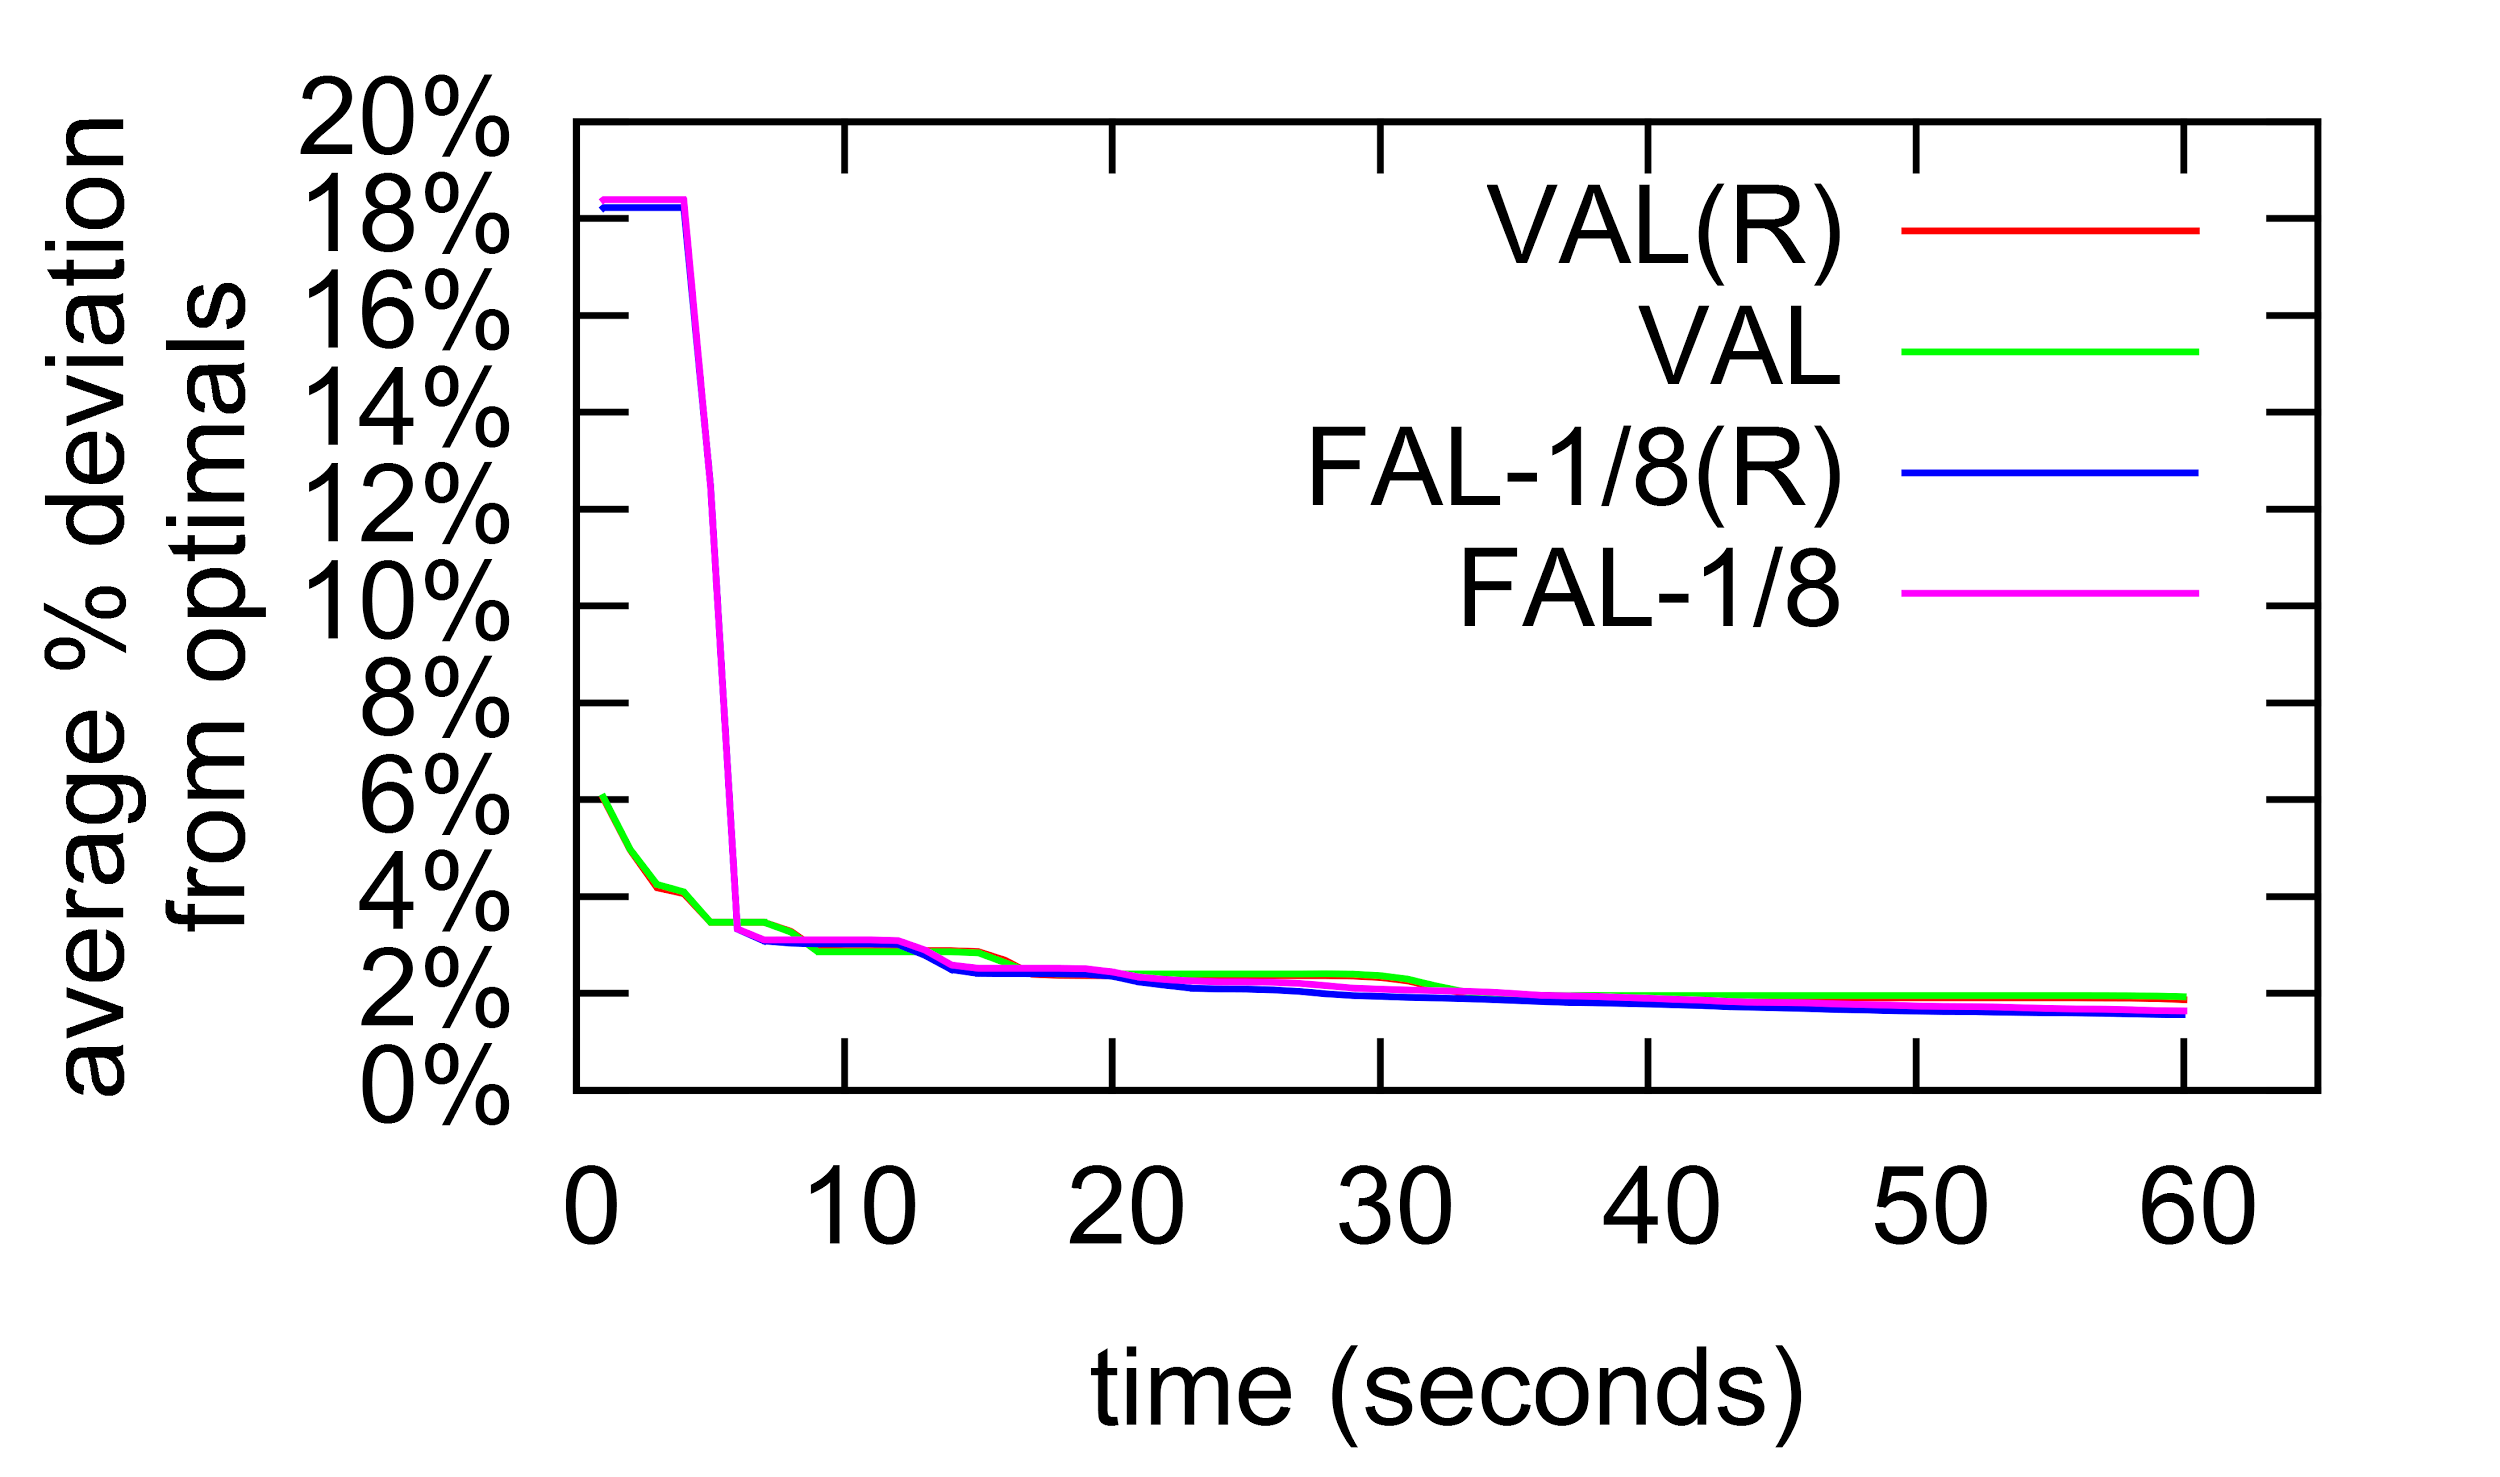 average % deviation
from optimals
20%
18%
16%
14%
12%
10%
8%
6%
4%
2%
0%
VAL(R)
VAL
FAL-1/8(R)
FAL-1/8
0 10 20 30 40 50 60
time (seconds)